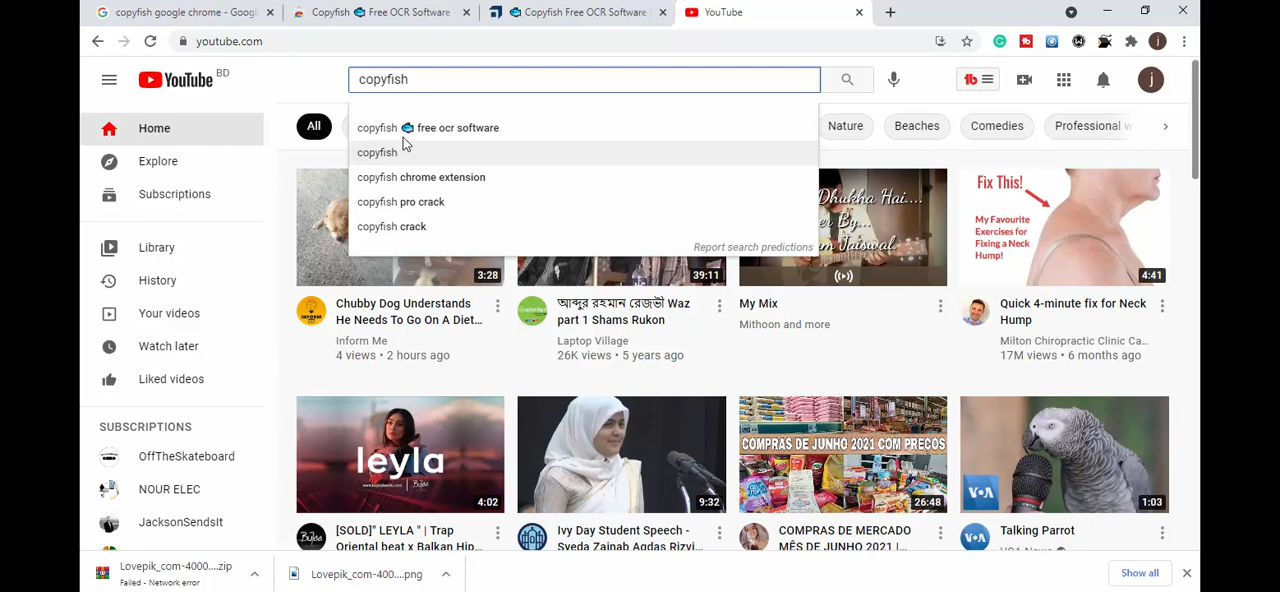 copyfish google chrome - Googl
Copyfish 🐟 Free OCR Software
🐟 Copyfish Free OCR Software
YouTube
youtube.com
j
YouTube BD
copyfish
tb
j
Home
Explore
Subscriptions
Library
History
Your videos
Watch later
Liked videos
SUBSCRIPTIONS
OffTheSkateboard
NOUR ELEC
JacksonSendsIt
All
Nature
Beaches
Comedies
Professional w
copyfish 🐟 free ocr software
copyfish
copyfish chrome extension
copyfish pro crack
copyfish crack
Report search predictions
3:28
39:11
Dhukha Hai....
er By...
m Jaiswal
Fix This!
My Favourite
Exercises for
Fixing a Neck
Hump!
4:41
Chubby Dog Understands
He Needs To Go On A Diet...
Inform Me
4 views • 2 hours ago
আব্দুর রহমান রেজভী Waz
part 1 Shams Rukon
Laptop Village
26K views • 5 years ago
My Mix
Mithoon and more
Quick 4-minute fix for Neck
Hump
Milton Chiropractic Clinic Ca...
17M views • 6 months ago
leyla
4:02
9:32
COMPRAS DE JUNHO 2021 COM PREÇOS
26:48
VOA
1:03
[SOLD]" LEYLA " | Trap
Oriental beat x Balkan Hip
Ivy Day Student Speech -
Syeda Zainab Aqdas Rizvi
COMPRAS DE MERCADO
MÊS DE JUNHO 2021 |
VOA
Talking Parrot
VOA News
Lovepik_com-4000....zip
Failed - Network error
Lovepik_com-400....png
Show all